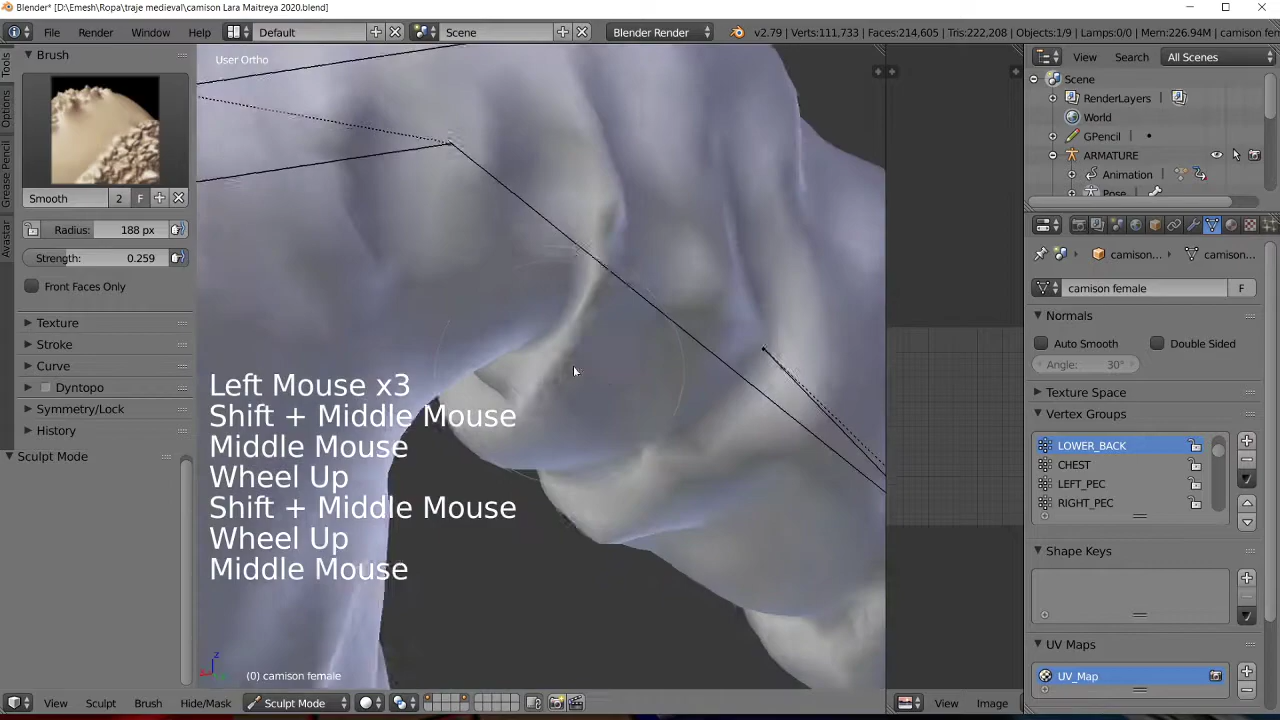 Blender* [D:\Emesh\Ropa\traje medieval\camison Lara Maitreya 2020.blend]
File Render Window Help Default Scene Blender Render v2.79 | Verts:111,733 | Faces:214,605 | Tris:222,208 | Objects:1/9 | Lamps:0/0 | Mem:226.94M | camison fem
Tools
Options
Grease Pencil
Avastar
Brush
Smooth 2 F
Radius: 188 px
Strength: 0.259
Front Faces Only
Texture
Stroke
Curve
Dyntopo
Symmetry/Lock
History
Sculpt Mode
User Ortho
Left Mouse x3
Shift + Middle Mouse
Middle Mouse
Wheel Up
Shift + Middle Mouse
Wheel Up
Middle Mouse
z
(0) camison female
View Sculpt Brush Hide/Mask Sculpt Mode
View Image
View Search All Scenes
Scene
RenderLayers
World
GPencil
ARMATURE
Animation
Pose
camison... camison...
camison female F
Normals
Auto Smooth Double Sided
Angle: 30°
Texture Space
Vertex Groups
LOWER_BACK
CHEST
LEFT_PEC
RIGHT_PEC
Shape Keys
UV Maps
UV_Map